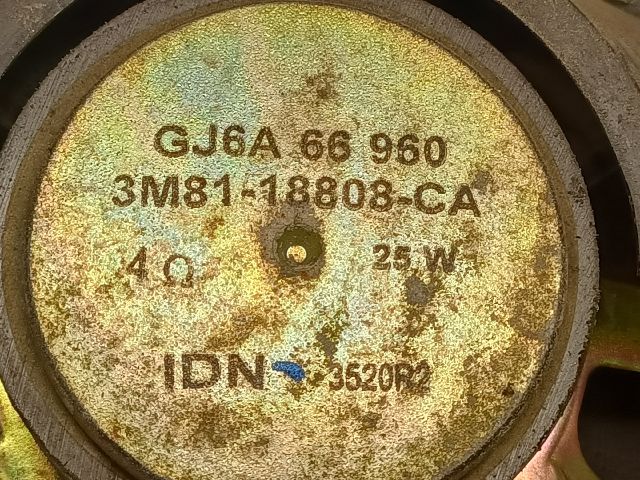 GJ6A 66 960
3M81-18808-CA
4 Ω 25 W
IDN 3520R2